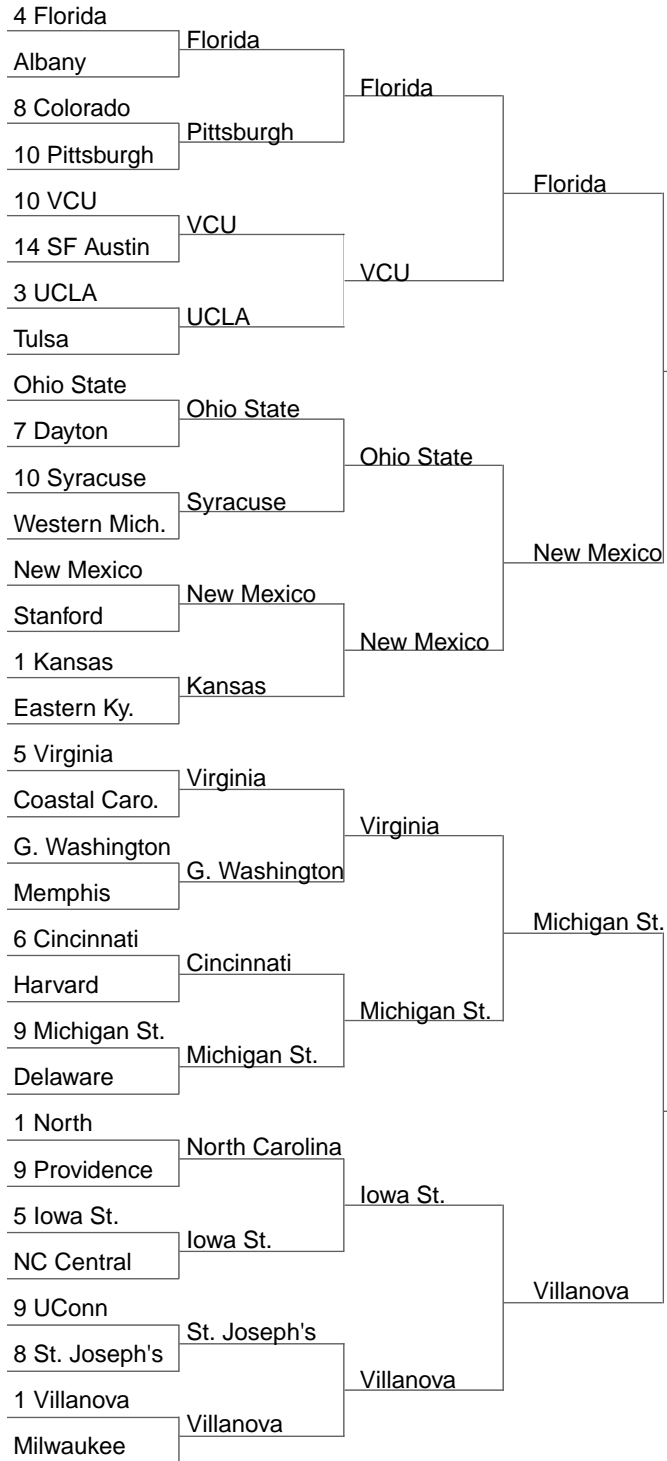 4 Florida
Albany
8 Colorado
10 Pittsburgh
10 VCU
14 SF Austin
3 UCLA
Tulsa
Ohio State
7 Dayton
10 Syracuse
Western Mich.
New Mexico
Stanford
1 Kansas
Eastern Ky.
5 Virginia
Coastal Caro.
G. Washington
Memphis
6 Cincinnati
Harvard
9 Michigan St.
Delaware
1 North
9 Providence
5 Iowa St.
NC Central
9 UConn
8 St. Joseph's
1 Villanova
Milwaukee
Florida
Pittsburgh
VCU
UCLA
Ohio State
Syracuse
New Mexico
Kansas
Virginia
G. Washington
Cincinnati
Michigan St.
North Carolina
Iowa St.
St. Joseph's
Villanova
Florida
VCU
Ohio State
New Mexico
Virginia
Michigan St.
Iowa St.
Villanova
Florida
New Mexico
Michigan St.
Villanova